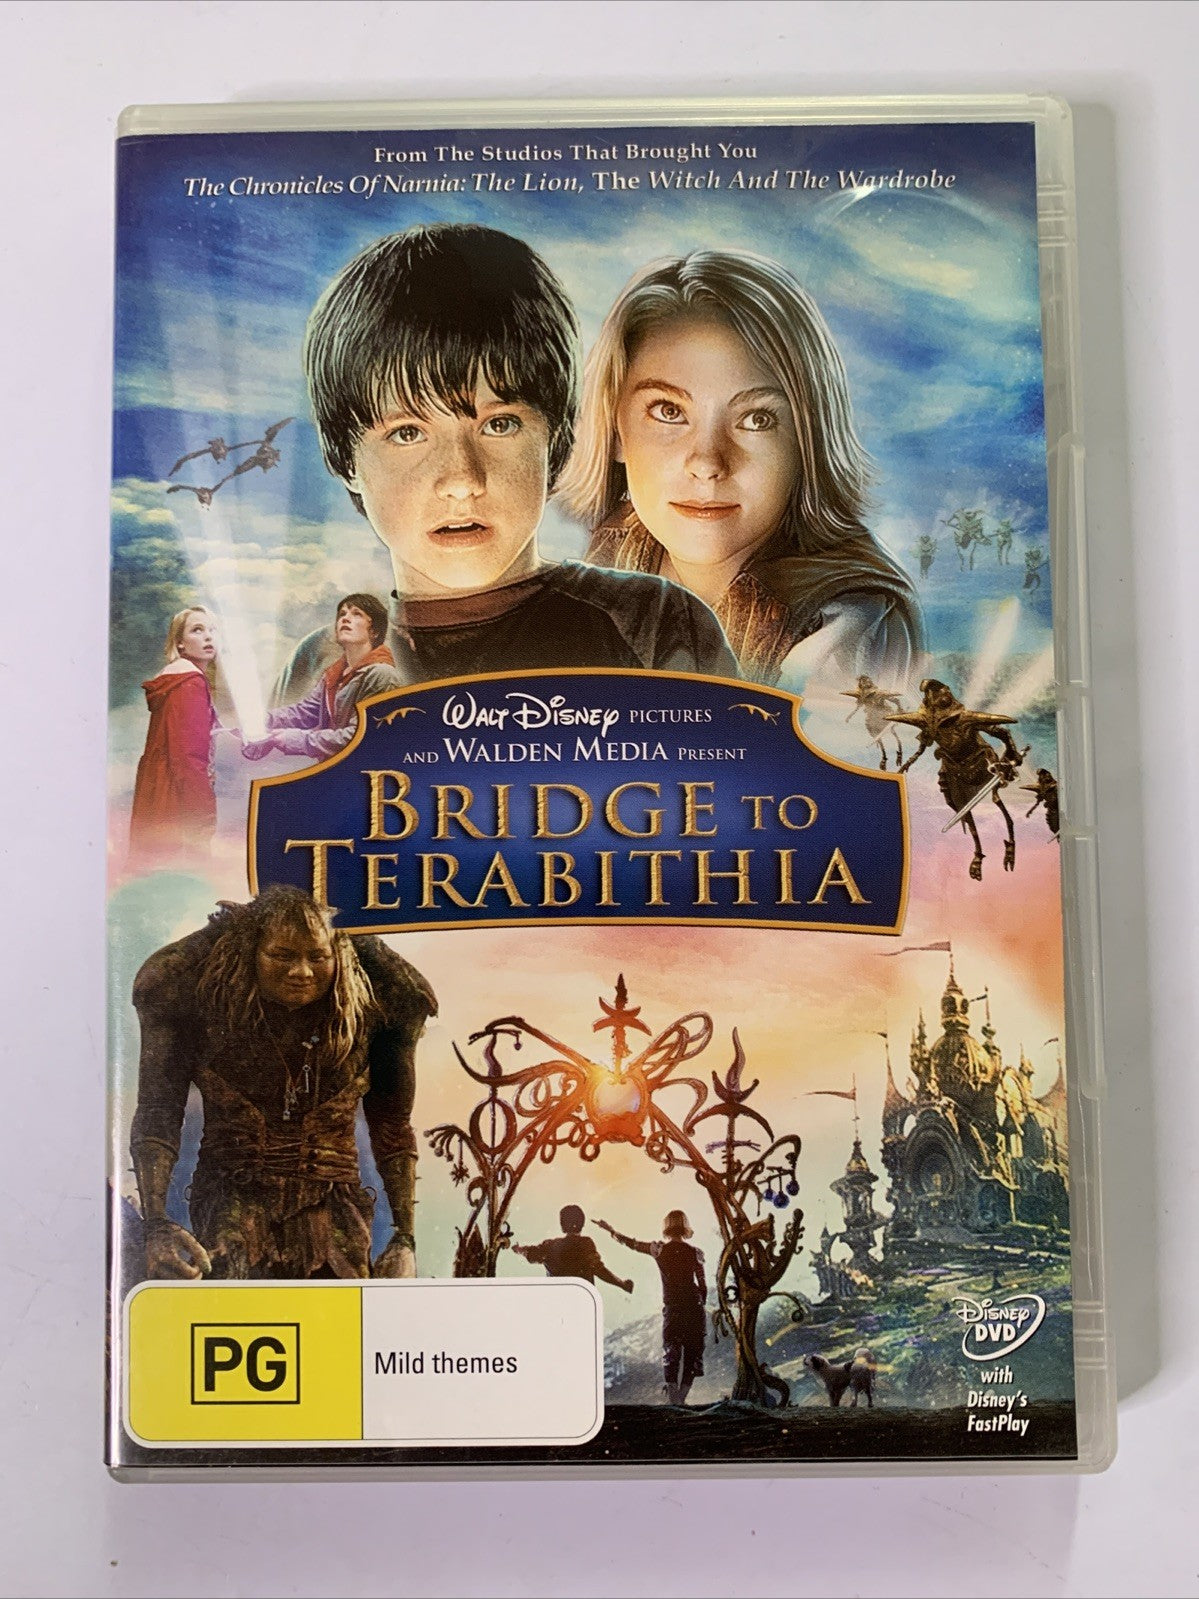 From The Studios That Brought You
The Chronicles Of Narnia: The Lion, The Witch And The Wardrobe
WALT DISNEY PICTURES
AND WALDEN MEDIA PRESENT
BRIDGE TO
TERABITHIA
PG
Mild themes
DISNEY
DVD
with
Disney's
FastPlay